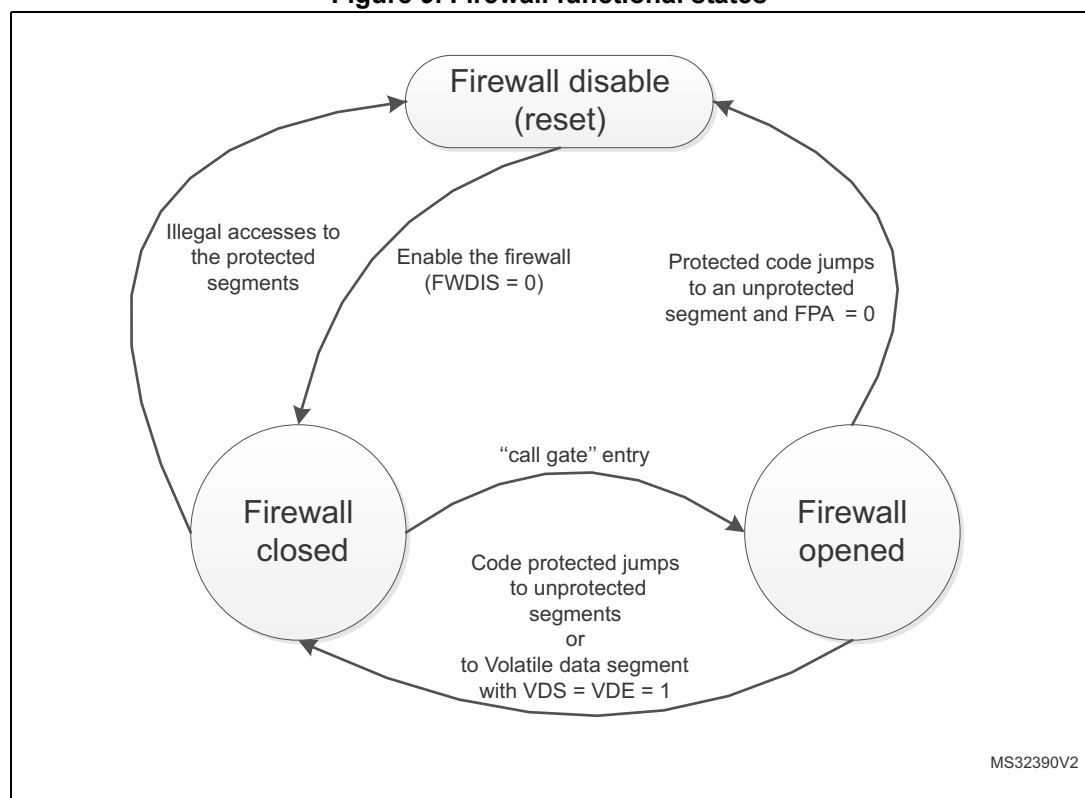 Figure 9. Firewall functional states
Firewall disable
(reset)
Illegal accesses to
the protected
segments
Enable the firewall
(FWDIS = 0)
Protected code jumps
to an unprotected
segment and FPA  = 0
“call gate” entry
Firewall
closed
Firewall
opened
Code protected jumps
to unprotected
segments
or
to Volatile data segment
with VDS = VDE = 1
MS32390V2